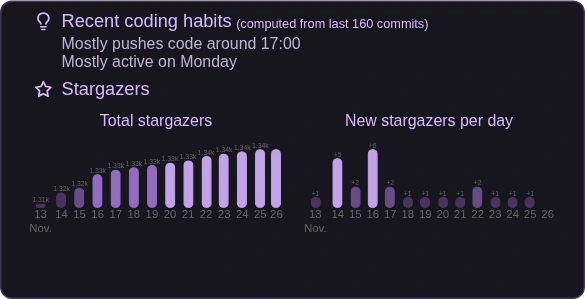 Recent coding habits (computed from last 160 commits)
Mostly pushes code around 17:00
Mostly active on Monday
Stargazers
Total stargazers
1.31k 1.32k 1.32k 1.33k 1.33k 1.33k 1.33k 1.33k 1.33k 1.34k 1.34k 1.34k 1.34k
13 14 15 16 17 18 19 20 21 22 23 24 25 26
Nov.
New stargazers per day
+1 +5 +2 +6 +2 +1 +1 +1 +1 +2 +1 +1 +1
13 14 15 16 17 18 19 20 21 22 23 24 25 26
Nov.